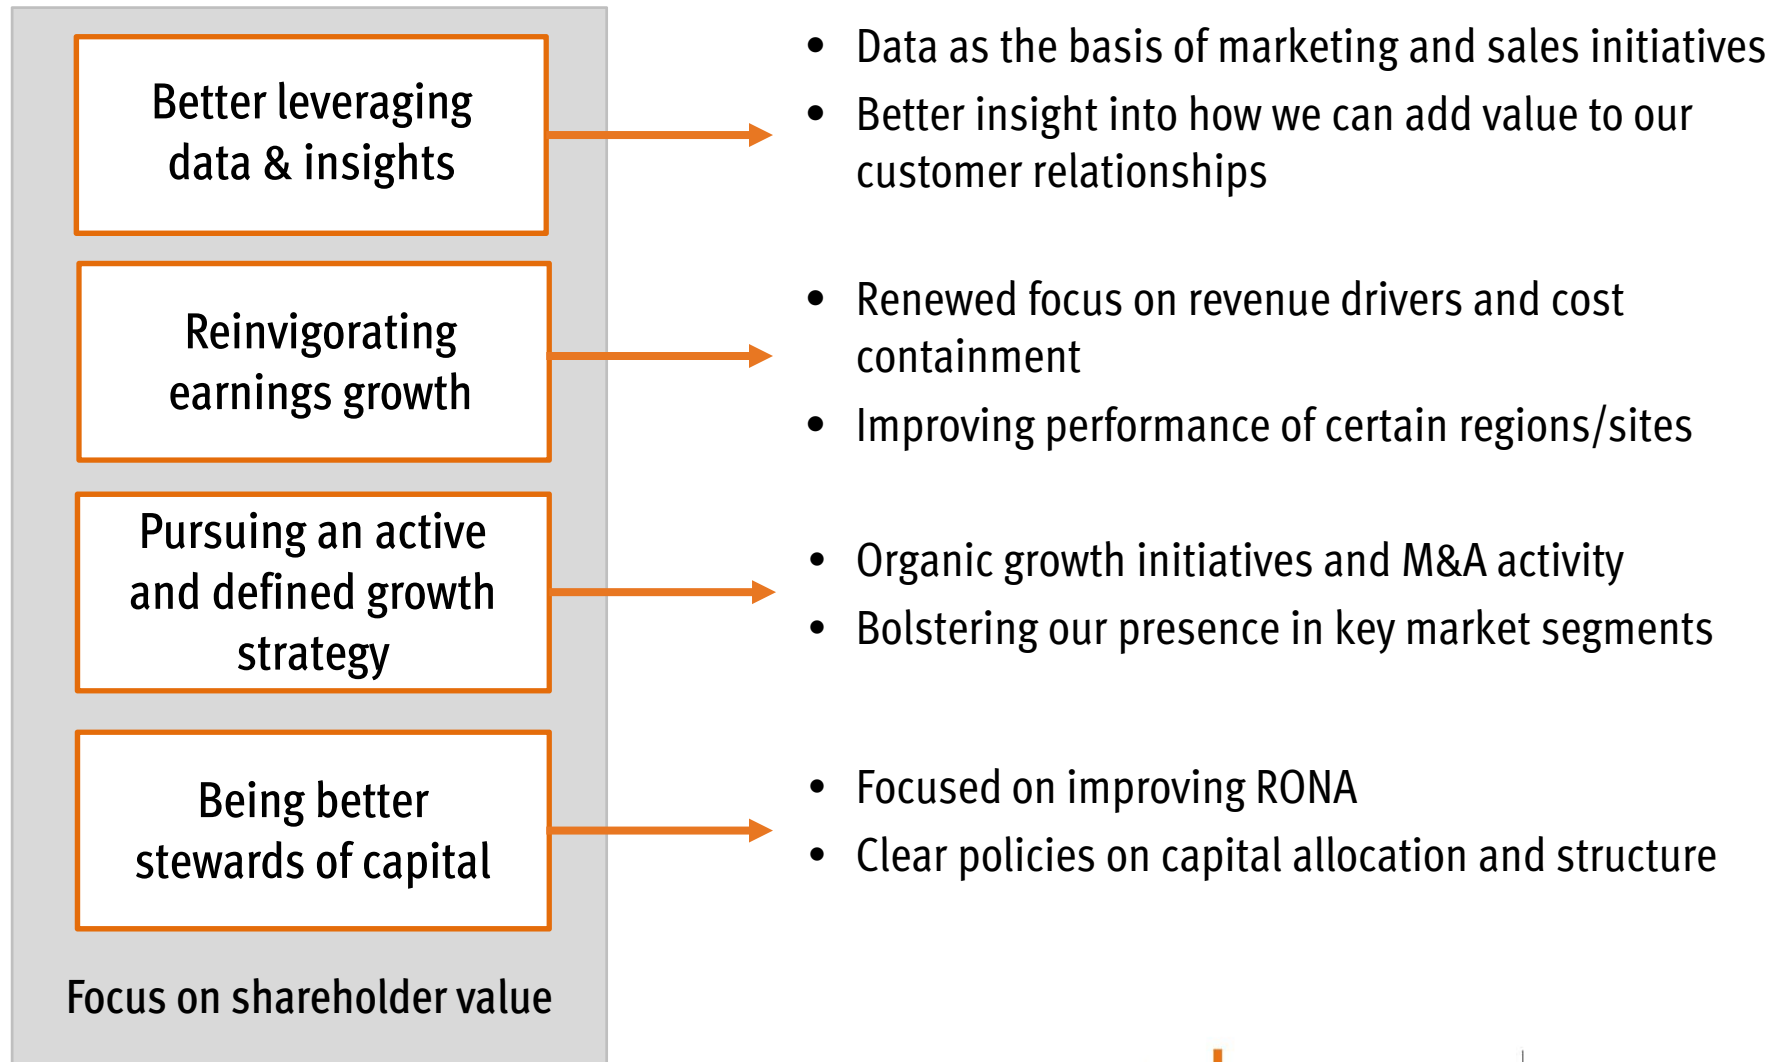 Better leveraging
data & insights
• Data as the basis of marketing and sales initiatives
• Better insight into how we can add value to our
customer relationships
Reinvigorating
earnings growth
• Renewed focus on revenue drivers and cost
containment
• Improving performance of certain regions/sites
Pursuing an active
and defined growth
strategy
• Organic growth initiatives and M&A activity
• Bolstering our presence in key market segments
Being better
stewards of capital
• Focused on improving RONA
• Clear policies on capital allocation and structure
Focus on shareholder value